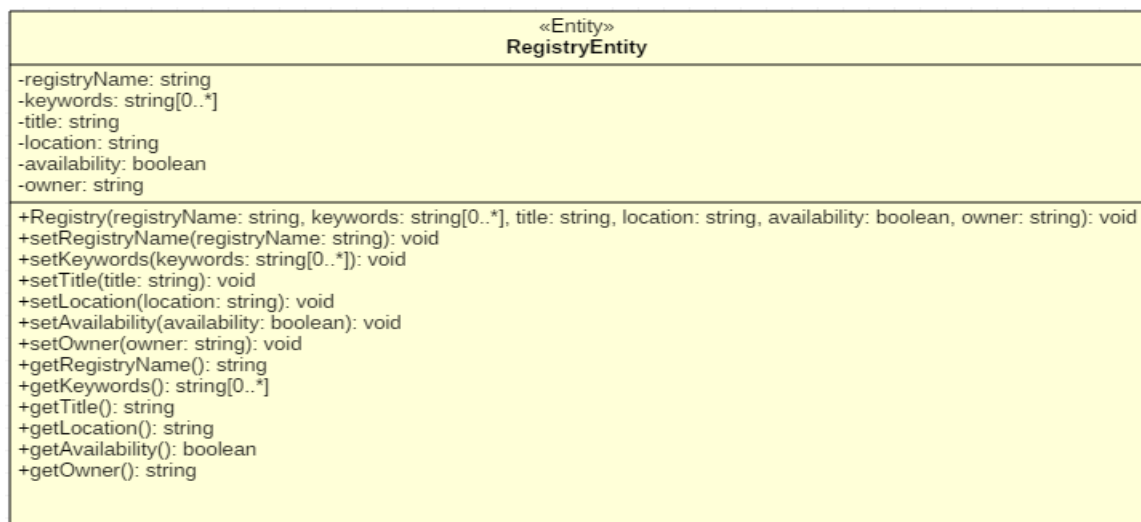 «Entity»
RegistryEntity
-registryName: string
-keywords: string[0..*]
-title: string
-location: string
-availability: boolean
-owner: string
+Registry(registryName: string, keywords: string[0..*], title: string, location: string, availability: boolean, owner: string): void
+setRegistryName(registryName: string): void
+setKeywords(keywords: string[0..*]): void
+setTitle(title: string): void
+setLocation(location: string): void
+setAvailability(availability: boolean): void
+setOwner(owner: string): void
+getRegistryName(): string
+getKeywords(): string[0..*]
+getTitle(): string
+getLocation(): string
+getAvailability(): boolean
+getOwner(): string